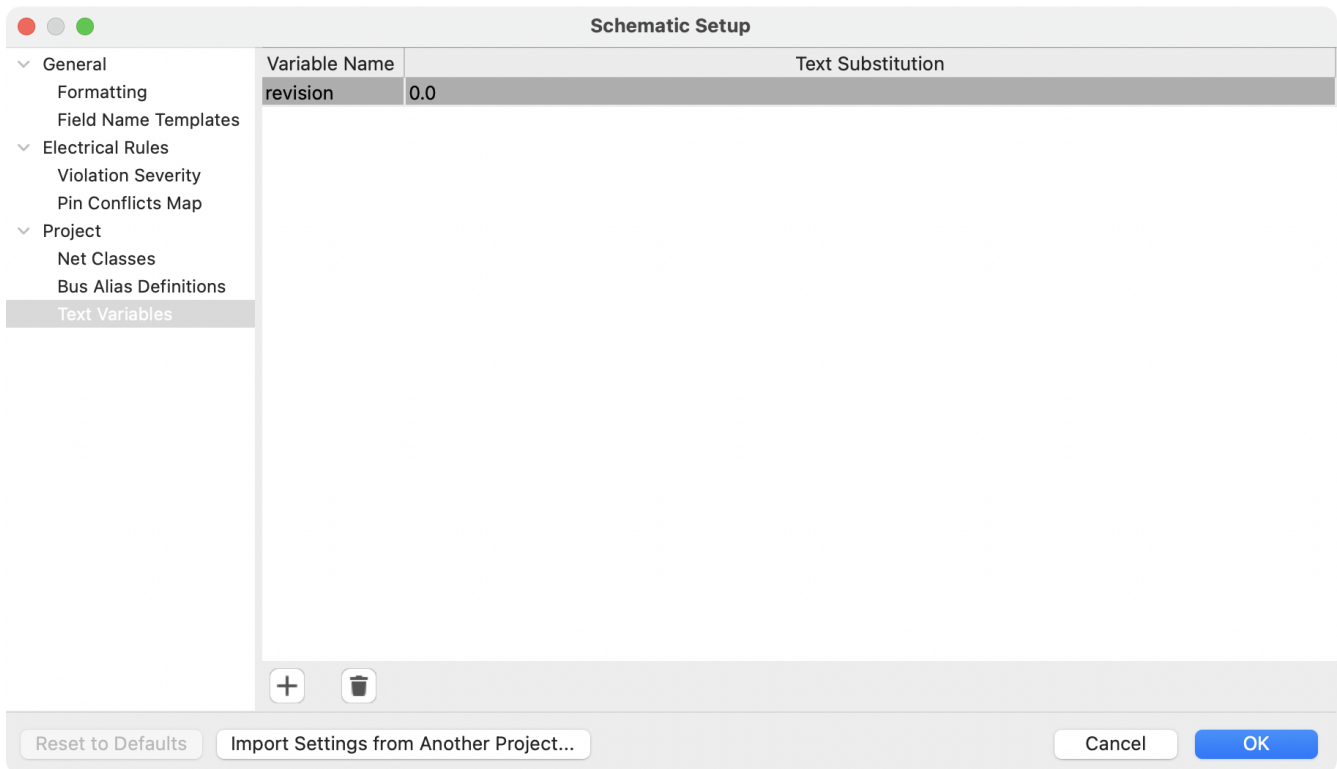 Schematic Setup
General
Formatting
Field Name Templates
Electrical Rules
Violation Severity
Pin Conflicts Map
Project
Net Classes
Bus Alias Definitions
Text Variables
Variable Name Text Substitution
revision 0.0
Reset to Defaults Import Settings from Another Project... Cancel OK